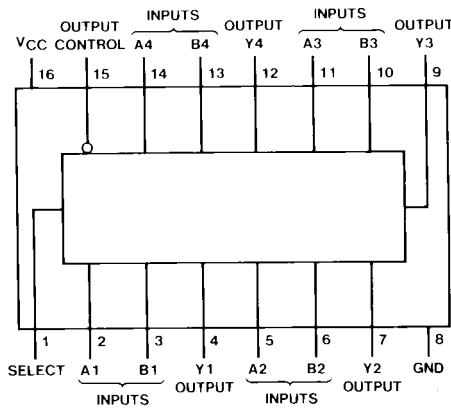 INPUTS INPUTS
OUTPUT OUTPUT OUTPUT
VCC CONTROL A4 B4 Y4 A3 B3 Y3
16 15 14 13 12 11 10 9
1 2 3 4 5 6 7 8
SELECT A1 B1 Y1 A2 B2 Y2 GND
OUTPUT OUTPUT
INPUTS INPUTS